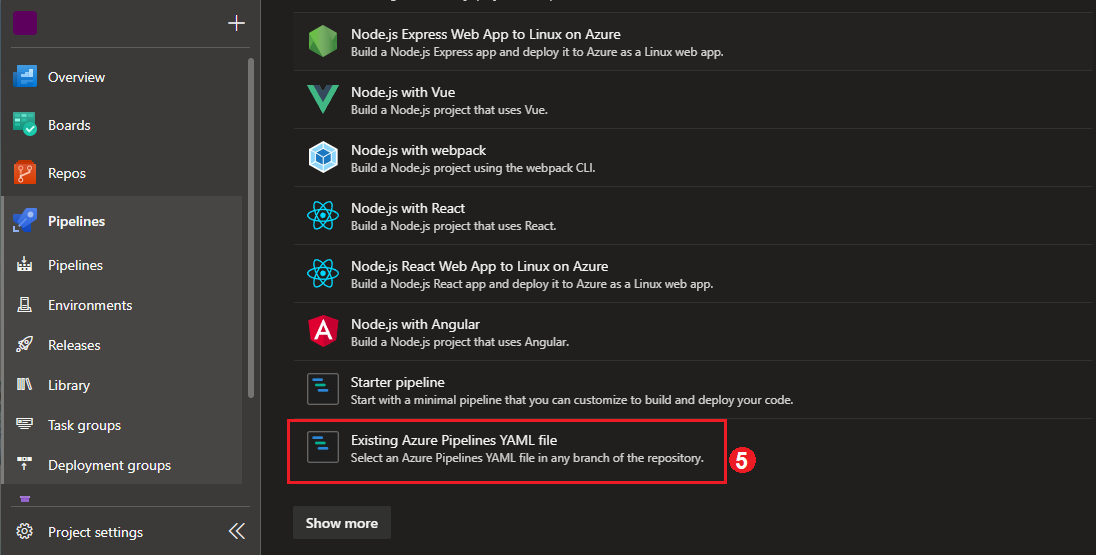 Overview
Boards
Repos
Pipelines
Pipelines
Environments
Releases
Library
Task groups
Deployment groups
Project settings
Node.js Express Web App to Linux on Azure
Build a Node.js Express app and deploy it to Azure as a Linux web app.
Node.js with Vue
Build a Node.js project that uses Vue.
Node.js with webpack
Build a Node.js project using the webpack CLI.
Node.js with React
Build a Node.js project that uses React.
Node.js React Web App to Linux on Azure
Build a Node.js React app and deploy it to Azure as a Linux web app.
Node.js with Angular
Build a Node.js project that uses Angular.
Starter pipeline
Start with a minimal pipeline that you can customize to build and deploy your code.
Existing Azure Pipelines YAML file
Select an Azure Pipelines YAML file in any branch of the repository.
5
Show more